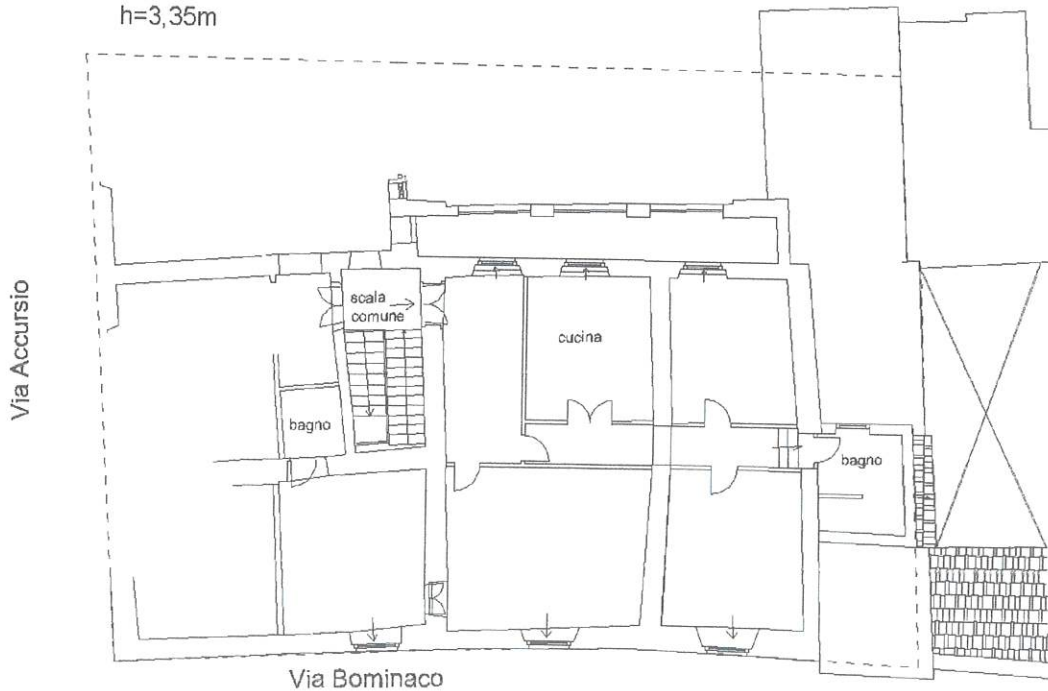 h=3,35m
Via Accursio
scala
comune
cucina
bagno
bagno
Via Bominaco